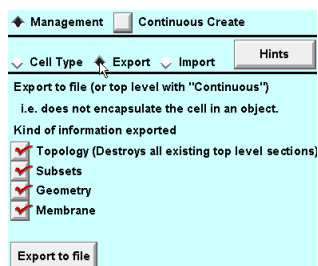 Management Continuous Create
Cell Type Export Import Hints
Export to file (or top level with "Continuous")
i.e. does not encapsulate the cell in an object.
Kind of information exported
Topology (Destroys all existing top level sections)
Subsets
Geometry
Membrane
Export to file